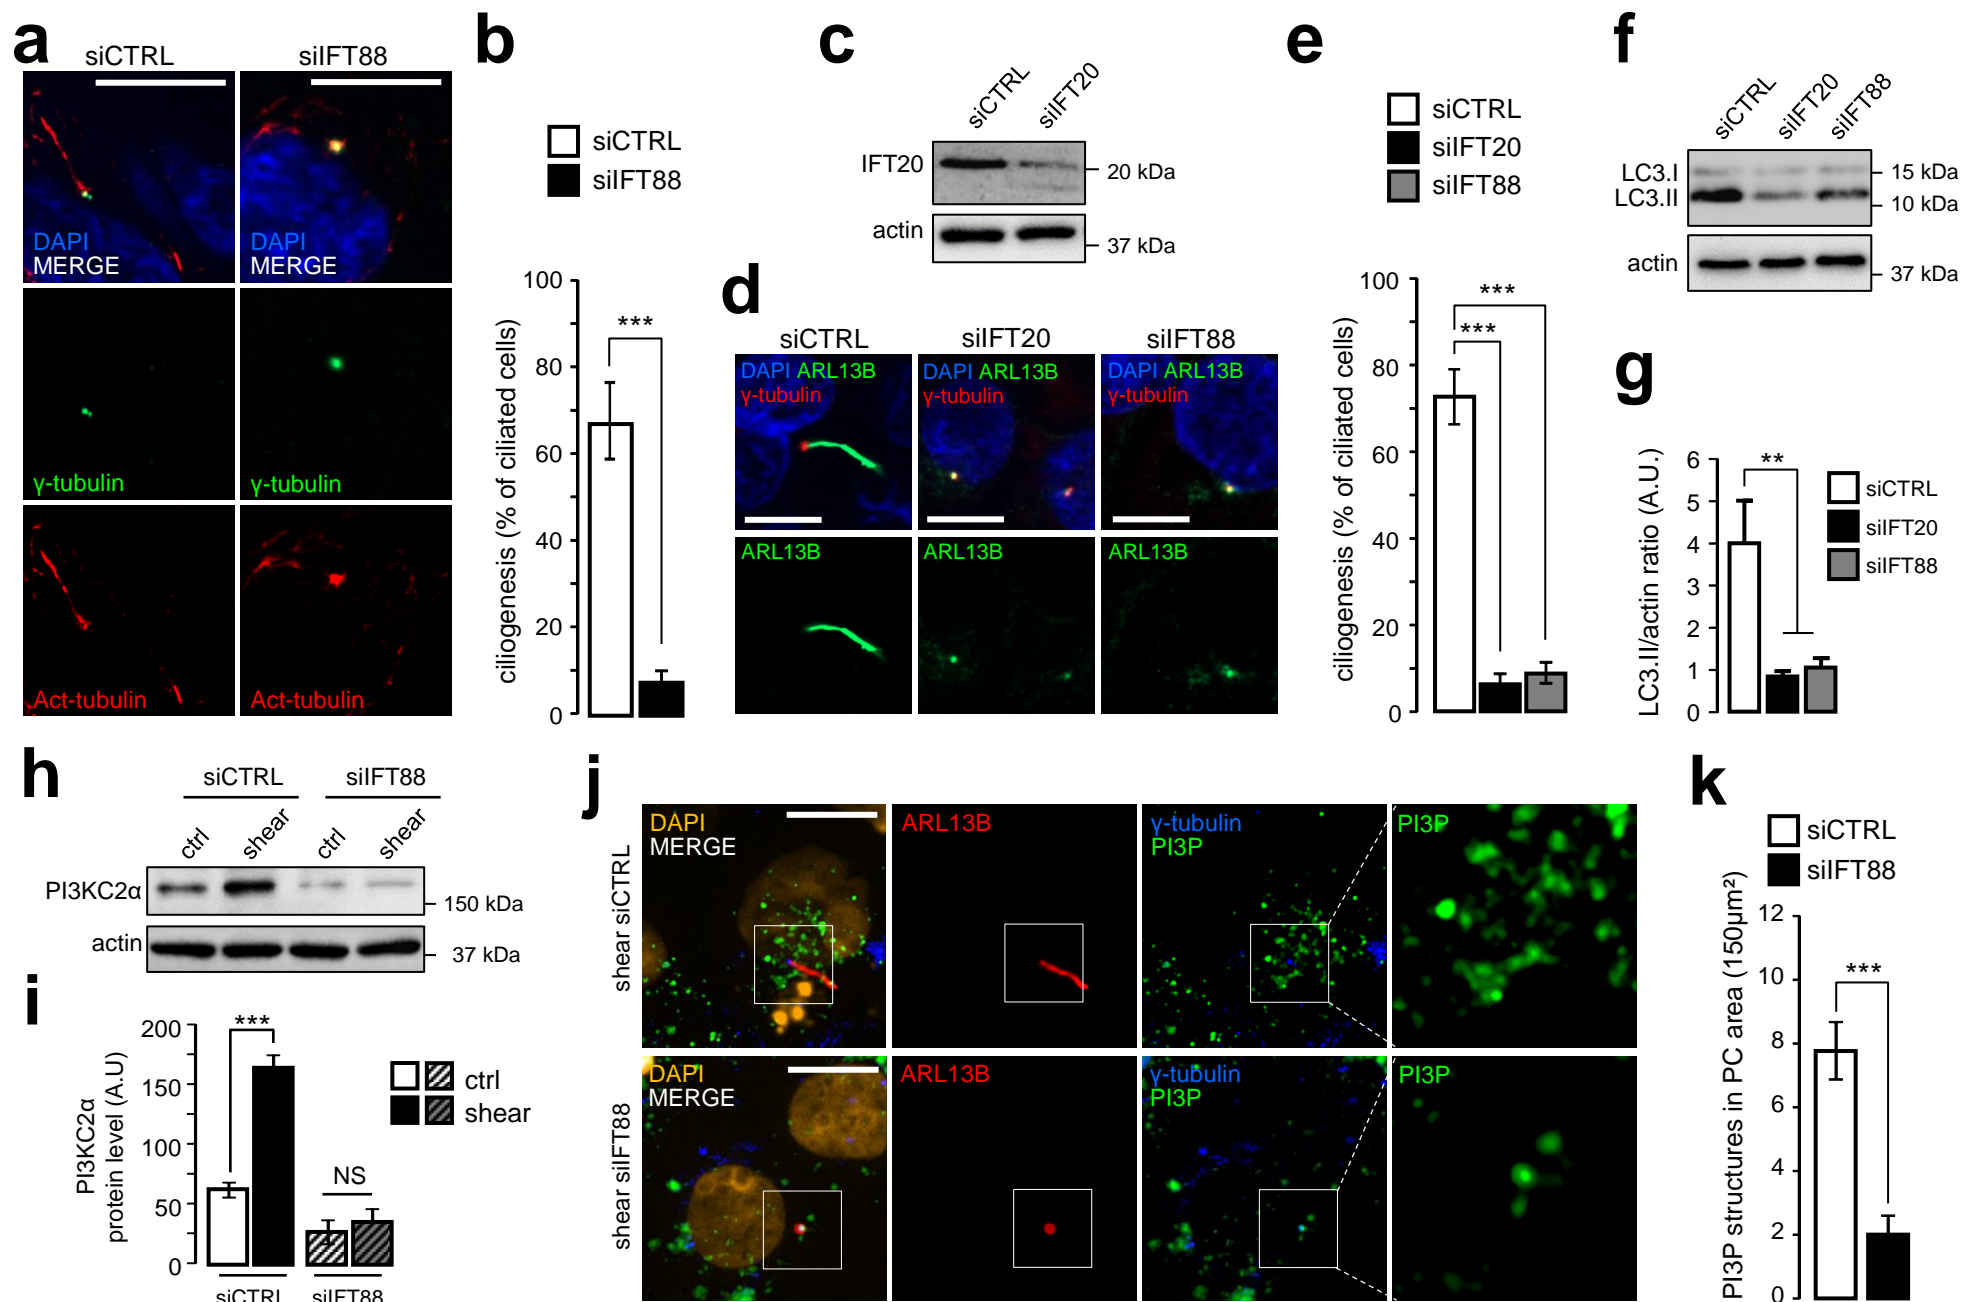 a
siCTRL
siIFT88
DAPI
MERGE
DAPI
MERGE
γ-tubulin
γ-tubulin
Act-tubulin
Act-tubulin
b
siCTRL
siIFT88
ciliogenesis (% of ciliated cells)
100
80
60
40
20
0
***
c
siCTRL
siIFT20
IFT20
20 kDa
actin
37 kDa
d
siCTRL
siIFT20
siIFT88
DAPI ARL13B
γ-tubulin
DAPI ARL13B
γ-tubulin
DAPI ARL13B
γ-tubulin
ARL13B
ARL13B
ARL13B
e
siCTRL
siIFT20
siIFT88
ciliogenesis (% of ciliated cells)
100
80
60
40
20
0
***
***
f
siCTRL
siIFT20
siIFT88
LC3.I
LC3.II
15 kDa
10 kDa
actin
37 kDa
g
LC3.II/actin ratio (A.U.)
6
5
4
3
2
1
0
**
siCTRL
siIFT20
siIFT88
h
siCTRL
siIFT88
ctrl
shear
ctrl
shear
PI3KC2α
150 kDa
actin
37 kDa
i
PI3KC2α
protein level (A.U)
200
150
100
50
0
***
NS
ctrl
shear
siCTRL
siIFT88
j
shear siCTRL
DAPI
MERGE
ARL13B
γ-tubulin
PI3P
PI3P
shear siIFT88
DAPI
MERGE
ARL13B
γ-tubulin
PI3P
PI3P
k
siCTRL
siIFT88
PI3P structures in PC area (150µm²)
12
10
8
6
4
2
0
***